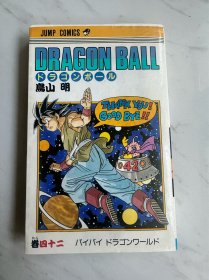 JUMP COMICS
DRAGON BALL
ドラゴンボール
鳥山 明
THANK YOU!
GOOD BYE!!
42
巻四十二
バイバイ ドラゴンワールド